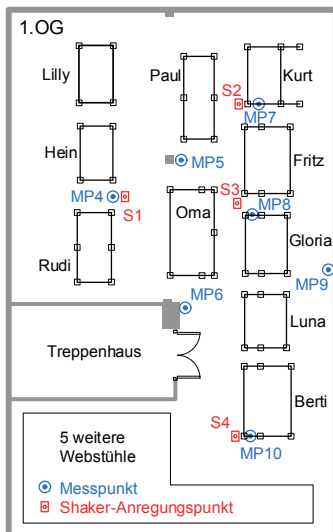 1.OG
Lilly
Paul
Kurt
S2
MP7
Hein
MP5
Fritz
MP4
S1
Oma
S3
MP8
Rudi
Gloria
MP9
MP6
Luna
Treppenhaus
Berti
S4
MP10
5 weitere
Webstühle
Messpunkt
Shaker-Anregungspunkt